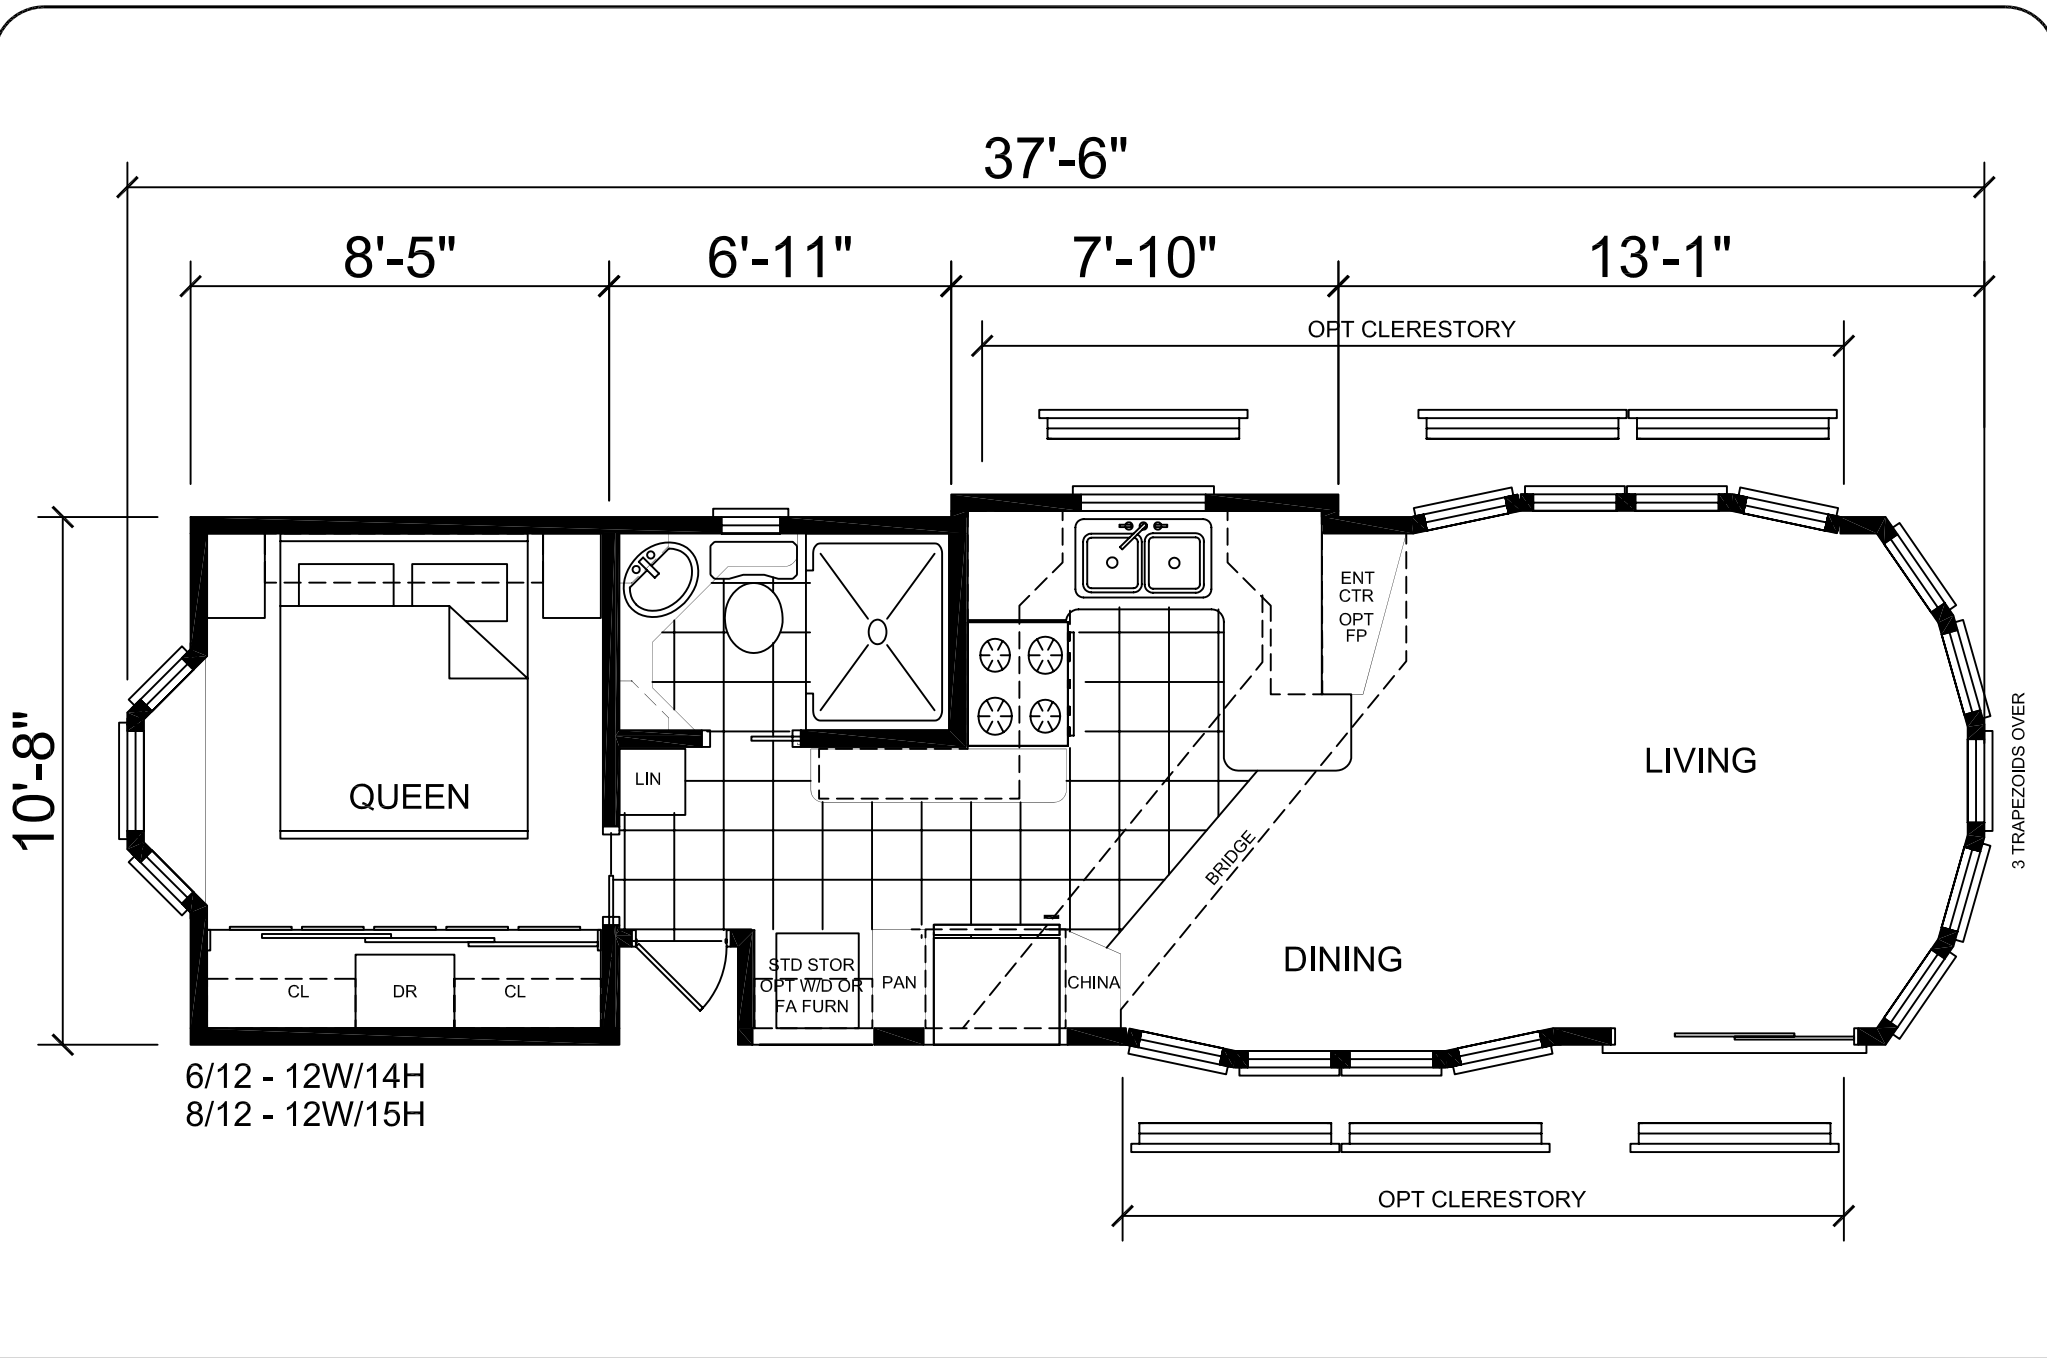 37'-6"
8'-5"
6'-11"
7'-10"
13'-1"
OPT CLERESTORY
10'-8"
QUEEN
LIN
ENT
CTR
OPT
FP
LIVING
3 TRAPEZOIDS OVER
BRIDGE
DINING
CL
DR
CL
STD STOR
OPT W/D OR
FA FURN
PAN
CHINA
6/12 - 12W/14H
8/12 - 12W/15H
OPT CLERESTORY